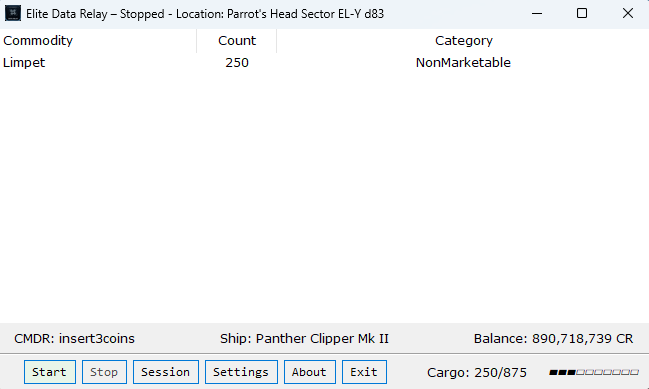 Elite Data Relay – Stopped - Location: Parrot's Head Sector EL-Y d83
Commodity Count Category
Limpet 250 NonMarketable
CMDR: insert3coins Ship: Panther Clipper Mk II Balance: 890,718,739 CR
Start Stop Session Settings About Exit Cargo: 250/875